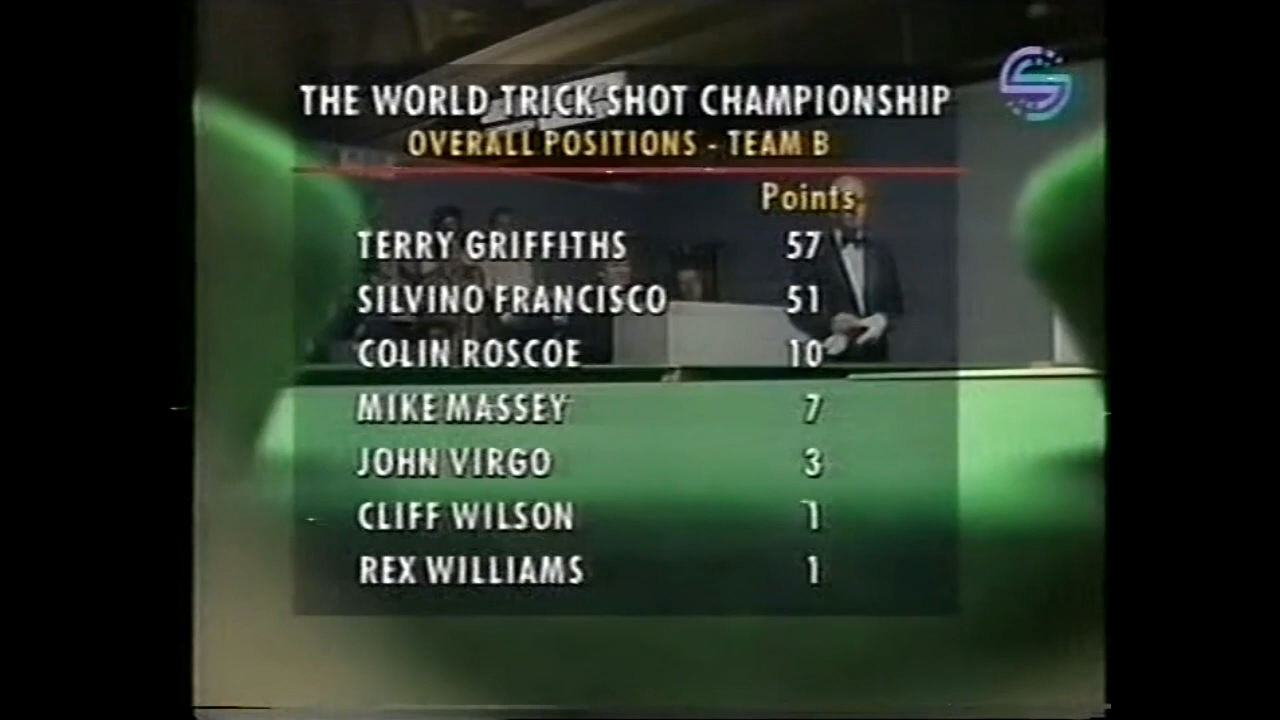 THE WORLD TRICK SHOT CHAMPIONSHIP
OVERALL POSITIONS - TEAM B
Points
TERRY GRIFFITHS 57
SILVINO FRANCISCO 51
COLIN ROSCOE 10
MIKE MASSEY 7
JOHN VIRGO 3
CLIFF WILSON 1
REX WILLIAMS 1